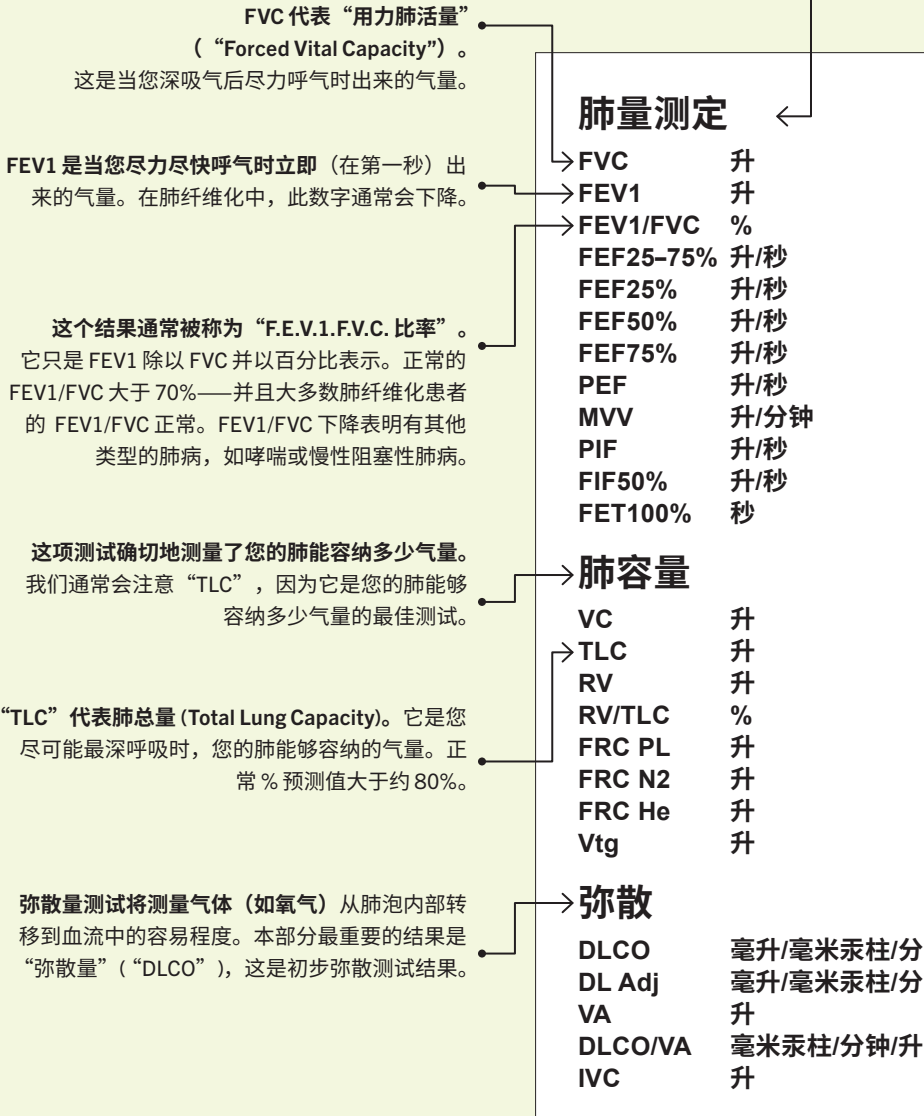 FVC 代表“用力肺活量”
(“Forced Vital Capacity”)。
这是当您深吸气后尽力呼气时出来的气量。
FEV1 是当您尽力尽快呼气时立即（在第一秒）出
来的气量。在肺纤维化中，此数字通常会下降。
这个结果通常被称为“F.E.V.1.F.V.C. 比率”。
它只是 FEV1 除以 FVC 并以百分比表示。正常的
FEV1/FVC 大于 70%——并且大多数肺纤维化患者
的 FEV1/FVC 正常。FEV1/FVC 下降表明有其他
类型的肺病，如哮喘或慢性阻塞性肺病。
这项测试确切地测量了您的肺能容纳多少气量。
我们通常会注意“TLC”，因为它是您的肺能够
容纳多少气量的最佳测试。
“TLC”代表肺总量 (Total Lung Capacity)。它是您
尽可能最深呼吸时，您的肺能够容纳的气量。正
常 % 预测值大于约 80%。
弥散量测试将测量气体（如氧气）从肺泡内部转
移到血流中的容易程度。本部分最重要的结果是
“弥散量”(“DLCO”)，这是初步弥散测试结果。
肺量测定
FVC 升
FEV1 升
FEV1/FVC %
FEF25–75% 升/秒
FEF25% 升/秒
FEF50% 升/秒
FEF75% 升/秒
PEF 升/秒
MVV 升/分钟
PIF 升/秒
FIF50% 升/秒
FET100% 秒
肺容量
VC 升
TLC 升
RV 升
RV/TLC %
FRC PL 升
FRC N2 升
FRC He 升
Vtg 升
弥散
DLCO 毫升/毫米汞柱/分
DL Adj 毫升/毫米汞柱/分
VA 升
DLCO/VA 毫米汞柱/分钟/升
IVC 升